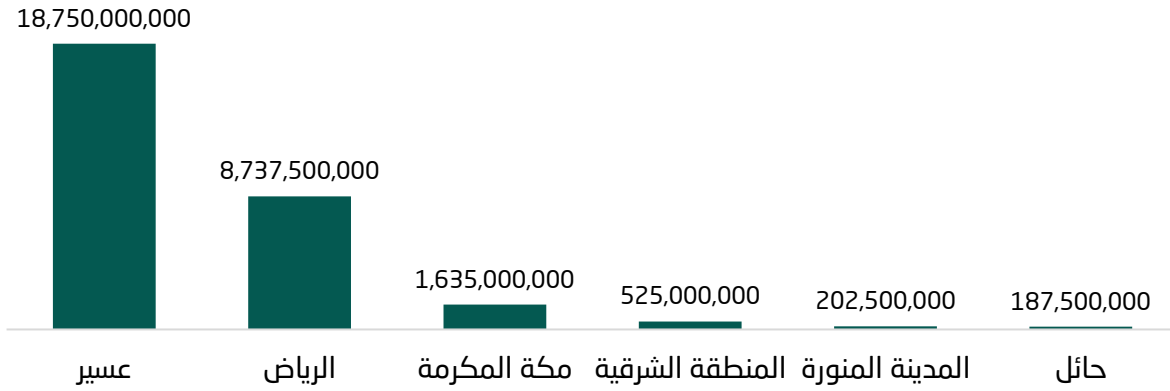 18,750,000,000
8,737,500,000
1,635,000,000
525,000,000
202,500,000
187,500,000
عسير
الرياض
مكة المكرمة
المنطقة الشرقية
المدينة المنورة
حائل